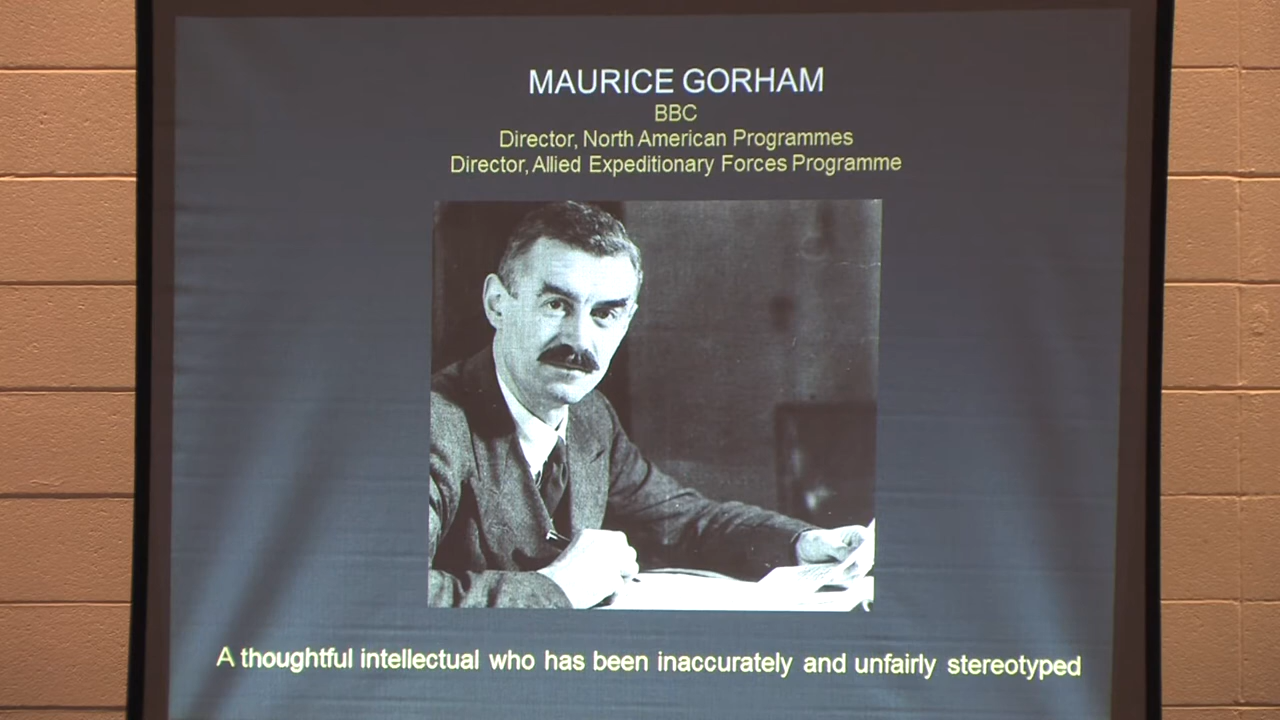 MAURICE GORHAM
BBC
Director, North American Programmes
Director, Allied Expeditionary Forces Programme
A thoughtful intellectual who has been inaccurately and unfairly stereotyped